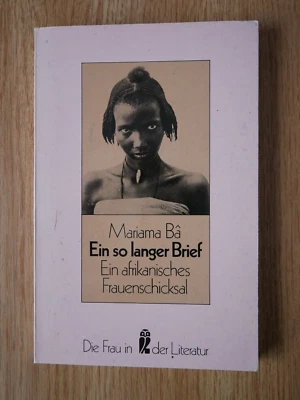 Mariama Bâ
Ein so langer Brief
Ein afrikanisches
Frauenschicksal
Die Frau in der Literatur